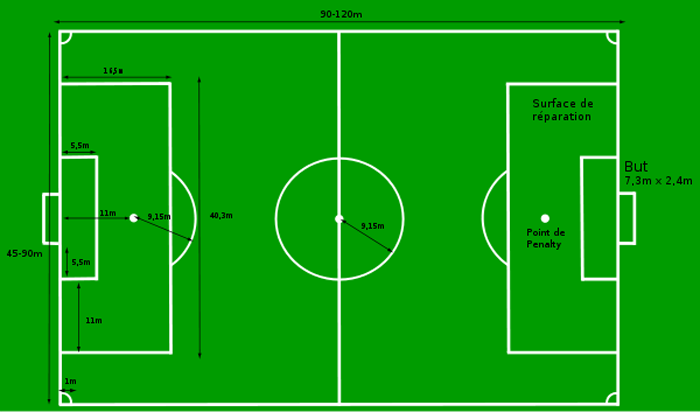 90-120m
16,5m
Surface de
réparation
5,5m
But
7,3m x 2,4m
11m
9,15m
40,3m
9,15m
Point de
Penalty
45-90m
5,5m
11m
1m